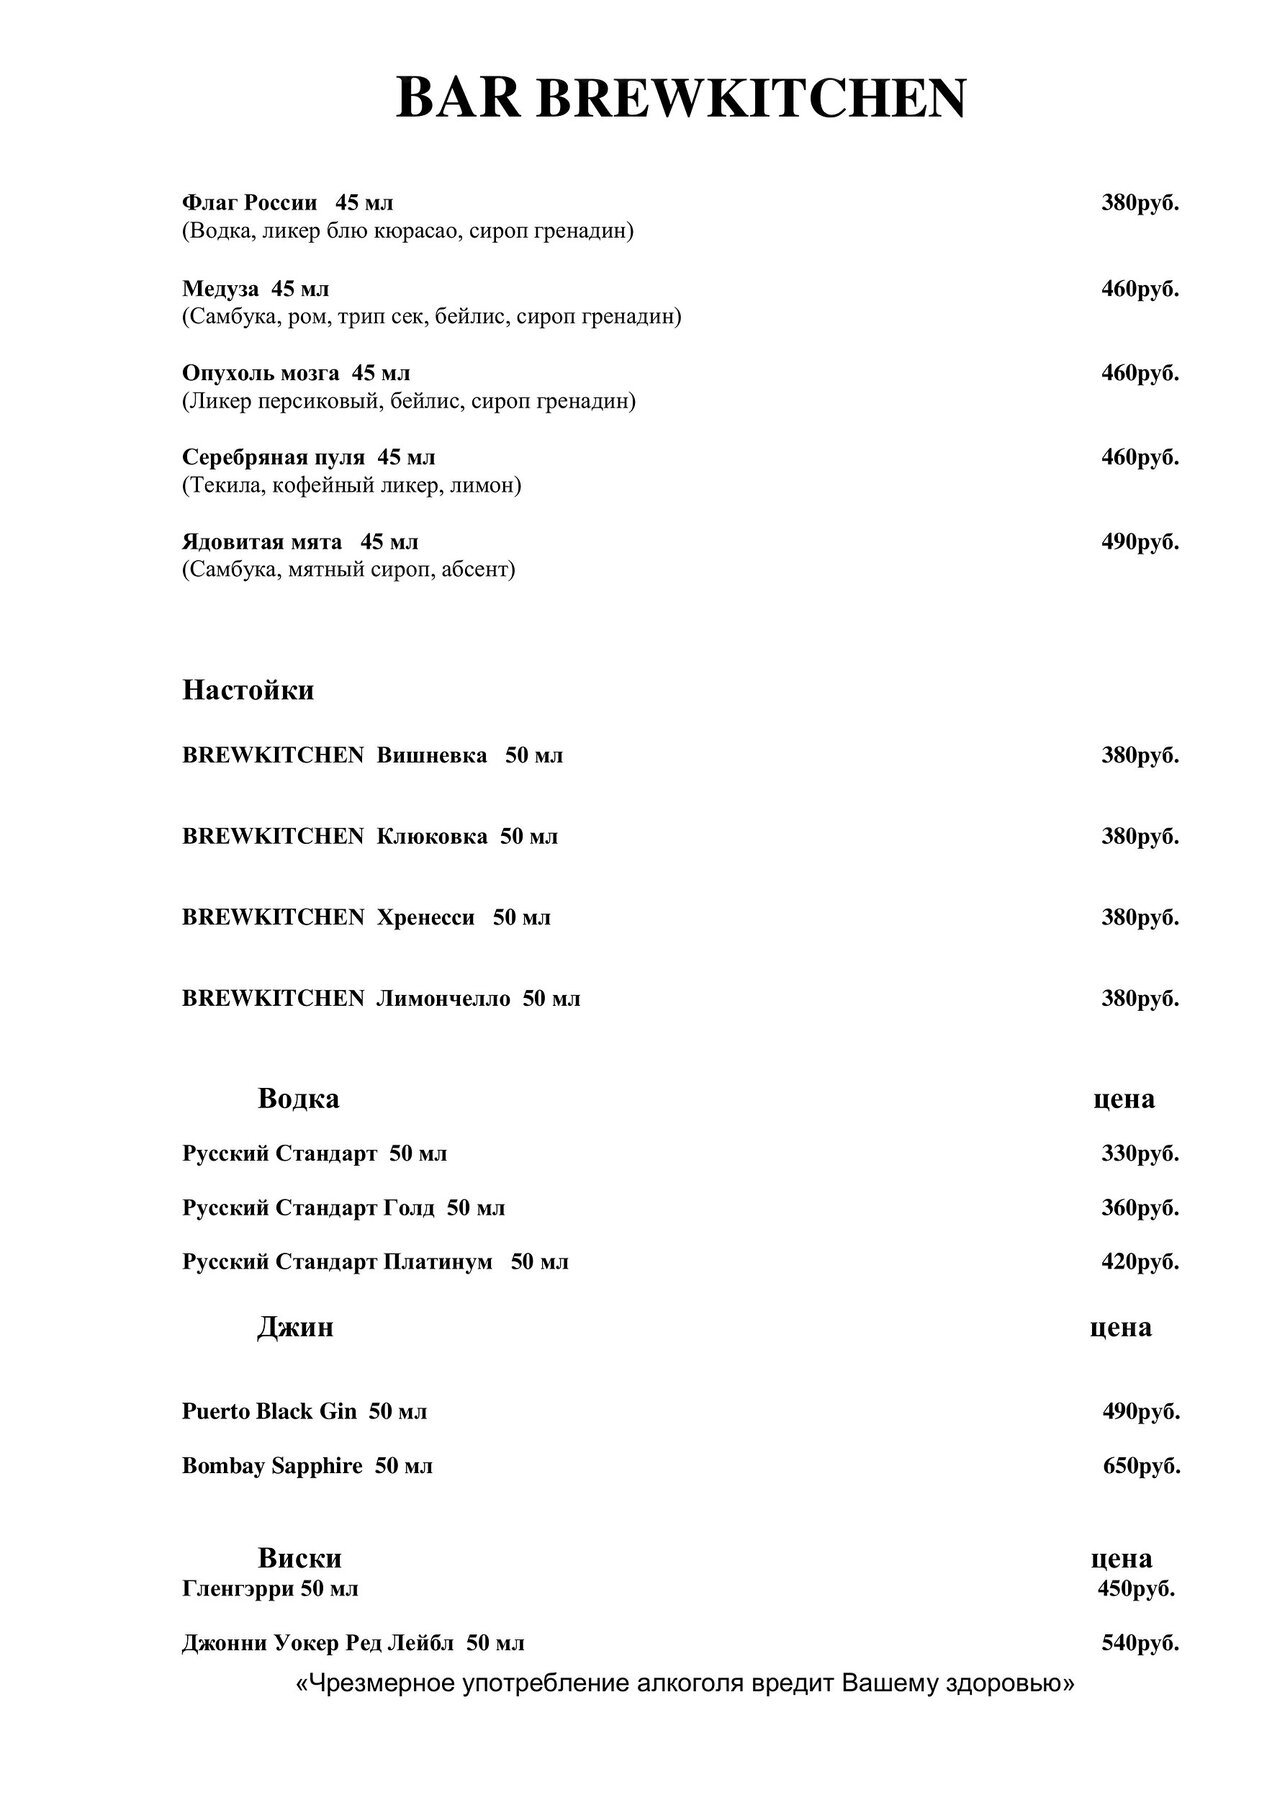 BAR BREWKITCHEN
Флаг России 45 мл 380руб.
(Водка, ликер блю кюрасао, сироп гренадин)
Медуза 45 мл 460руб.
(Самбука, ром, трип сек, бейлис, сироп гренадин)
Опухоль мозга 45 мл 460руб.
(Ликер персиковый, бейлис, сироп гренадин)
Серебряная пуля 45 мл 460руб.
(Текила, кофейный ликер, лимон)
Ядовитая мята 45 мл 490руб.
(Самбука, мятный сироп, абсент)
Настойки
BREWKITCHEN Вишневка 50 мл 380руб.
BREWKITCHEN Клюковка 50 мл 380руб.
BREWKITCHEN Хренесси 50 мл 380руб.
BREWKITCHEN Лимончелло 50 мл 380руб.
Водка цена
Русский Стандарт 50 мл 330руб.
Русский Стандарт Голд 50 мл 360руб.
Русский Стандарт Платинум 50 мл 420руб.
Джин цена
Puerto Black Gin 50 мл 490руб.
Bombay Sapphire 50 мл 650руб.
Виски цена
Гленгэрри 50 мл 450руб.
Джонни Уокер Ред Лейбл 50 мл 540руб.
«Чрезмерное употребление алкоголя вредит Вашему здоровью»